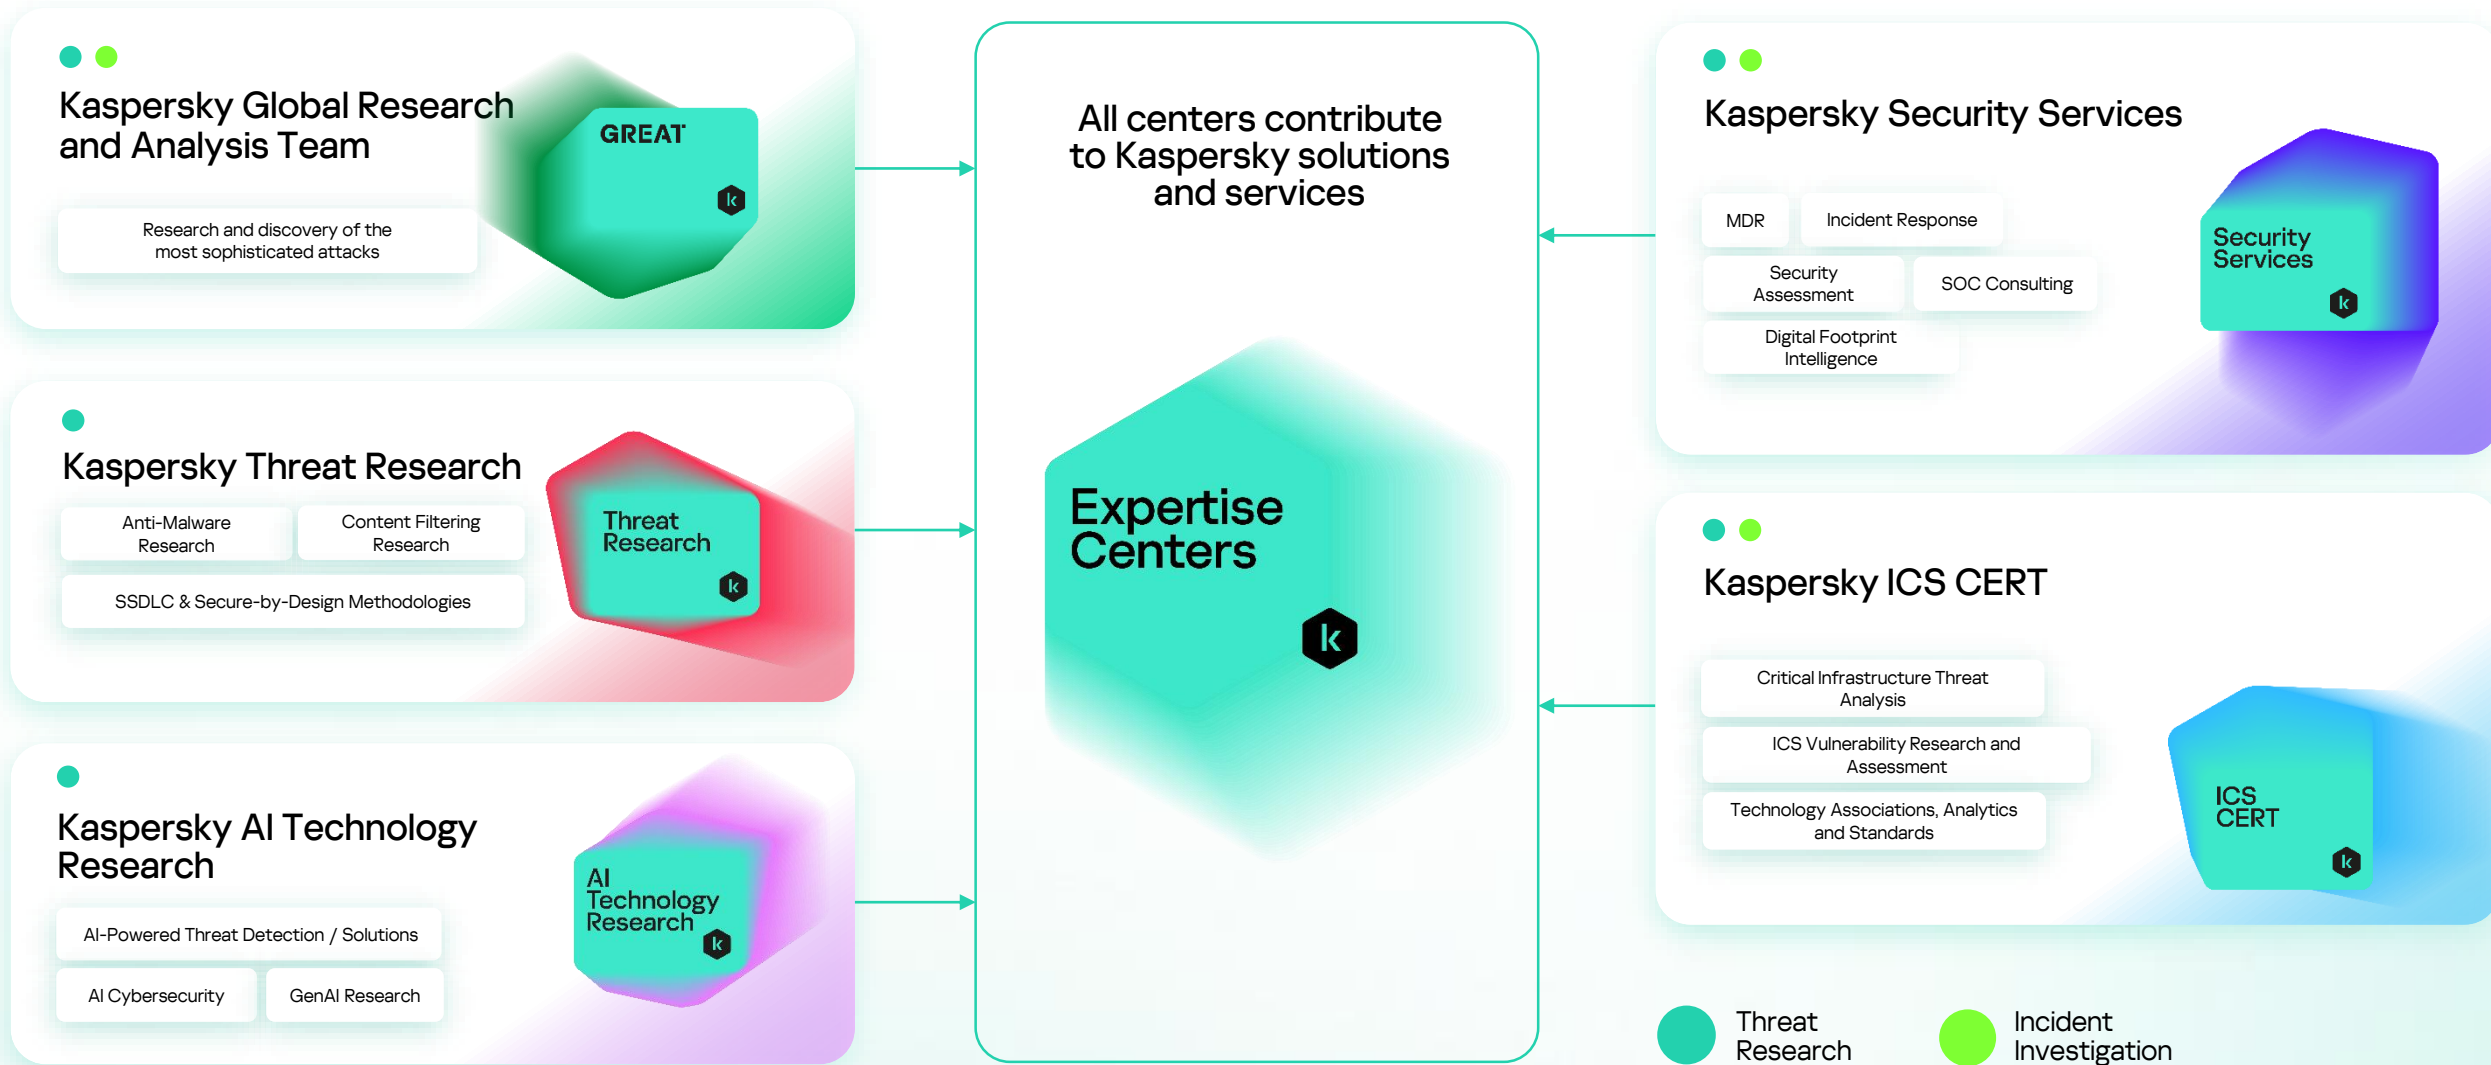 Kaspersky Global Research
and Analysis Team
Research and discovery of the
most sophisticated attacks
GREAT
k
Kaspersky Threat Research
Anti-Malware
Research
Content Filtering
Research
SSDLC & Secure-by-Design Methodologies
Threat
Research
k
Kaspersky AI Technology
Research
AI-Powered Threat Detection / Solutions
AI Cybersecurity
GenAI Research
AI
Technology
Research
k
All centers contribute
to Kaspersky solutions
and services
Expertise
Centers
k
Kaspersky Security Services
MDR
Incident Response
Security
Assessment
SOC Consulting
Digital Footprint
Intelligence
Security
Services
k
Kaspersky ICS CERT
Critical Infrastructure Threat
Analysis
ICS Vulnerability Research and
Assessment
Technology Associations, Analytics
and Standards
ICS
CERT
k
Threat
Research
Incident
Investigation